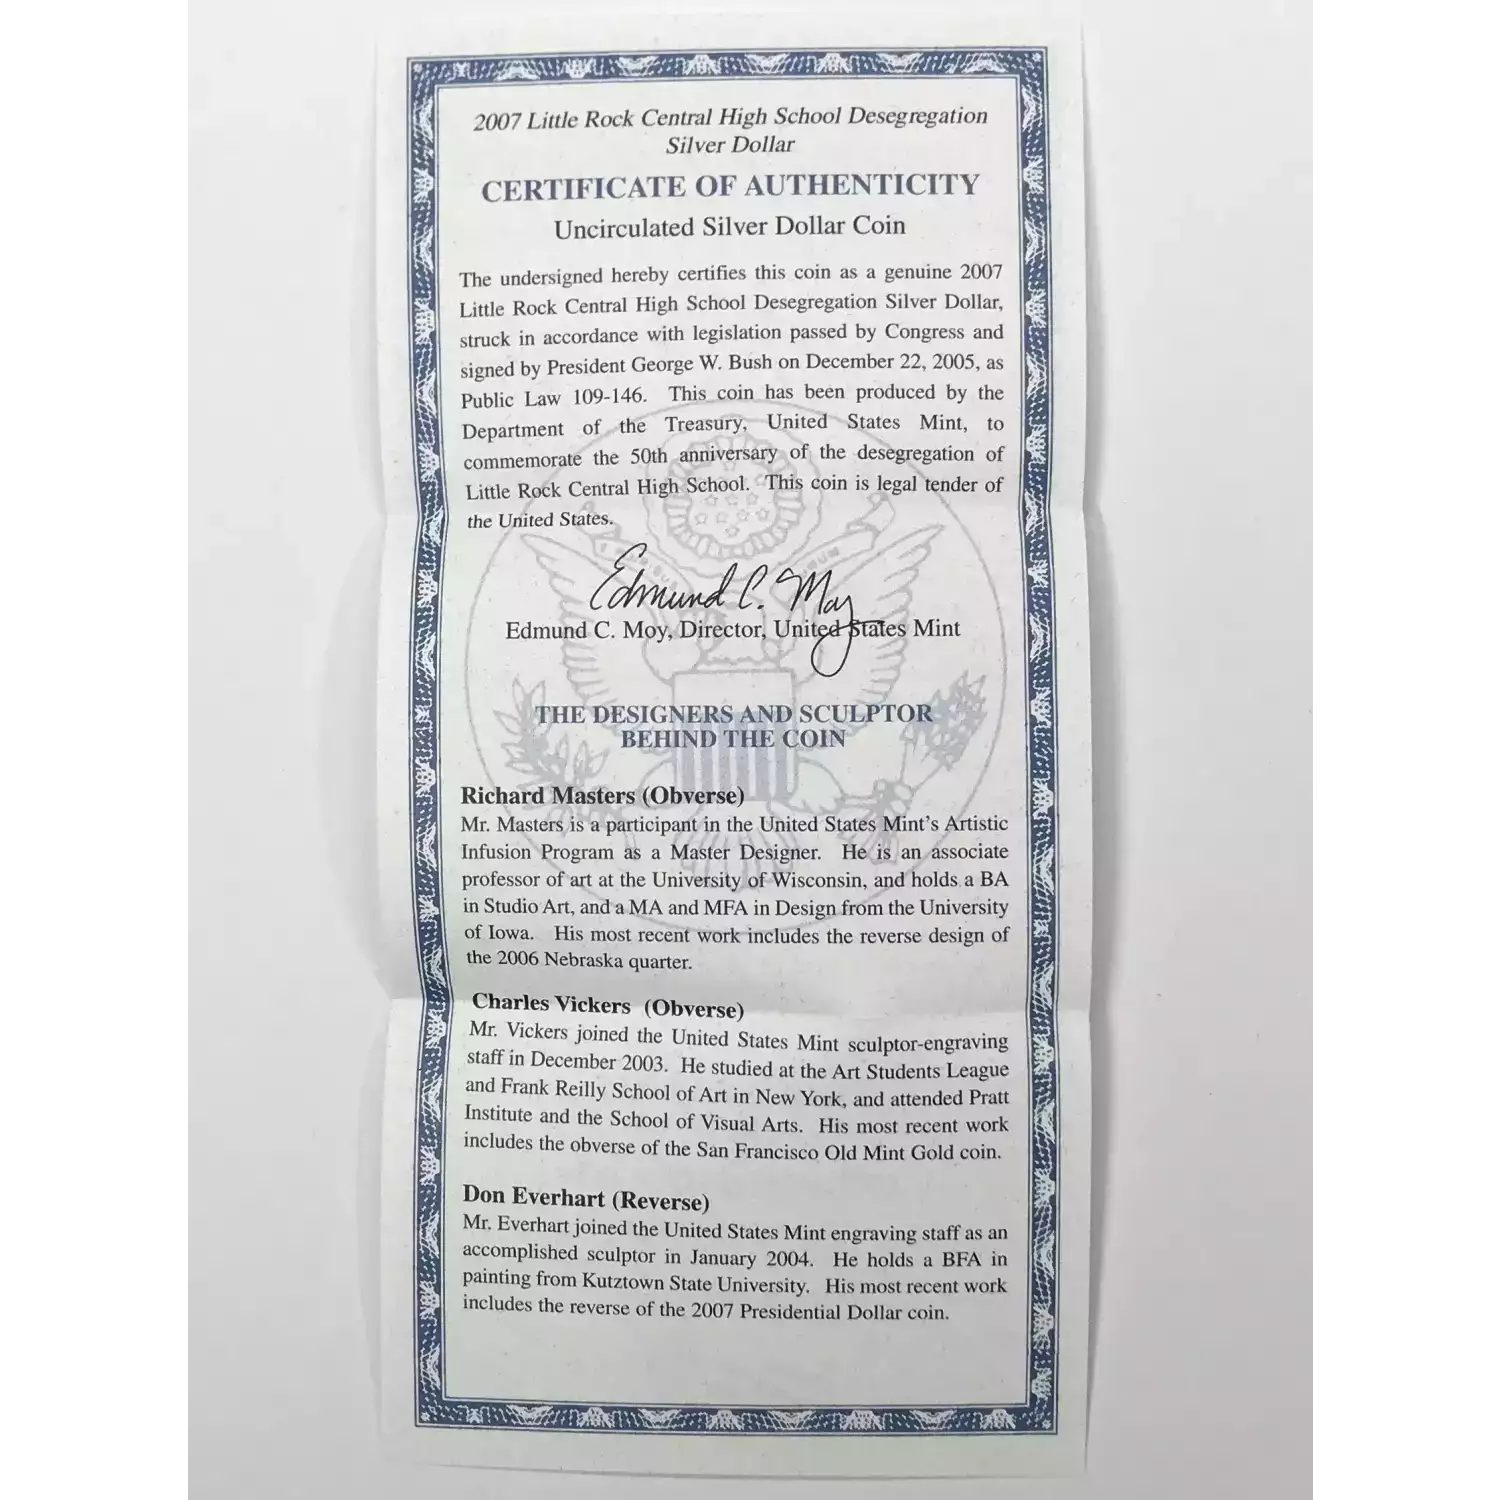 2007 Little Rock Central High School Desegregation
Silver Dollar
CERTIFICATE OF AUTHENTICITY
Uncirculated Silver Dollar Coin
The undersigned hereby certifies this coin as a genuine 2007
Little Rock Central High School Desegregation Silver Dollar,
struck in accordance with legislation passed by Congress and
signed by President George W. Bush on December 22, 2005, as
Public Law 109-146. This coin has been produced by the
Department of the Treasury, United States Mint, to
commemorate the 50th anniversary of the desegregation of
Little Rock Central High School. This coin is legal tender of
the United States.
Edmund C. Moy
Edmund C. Moy, Director, United States Mint
THE DESIGNERS AND SCULPTOR
BEHIND THE COIN
Richard Masters (Obverse)
Mr. Masters is a participant in the United States Mint's Artistic
Infusion Program as a Master Designer. He is an associate
professor of art at the University of Wisconsin, and holds a BA
in Studio Art, and a MA and MFA in Design from the University
of Iowa. His most recent work includes the reverse design of
the 2006 Nebraska quarter.
Charles Vickers (Obverse)
Mr. Vickers joined the United States Mint sculptor-engraving
staff in December 2003. He studied at the Art Students League
and Frank Reilly School of Art in New York, and attended Pratt
Institute and the School of Visual Arts. His most recent work
includes the obverse of the San Francisco Old Mint Gold coin.
Don Everhart (Reverse)
Mr. Everhart joined the United States Mint engraving staff as an
accomplished sculptor in January 2004. He holds a BFA in
painting from Kutztown State University. His most recent work
includes the reverse of the 2007 Presidential Dollar coin.